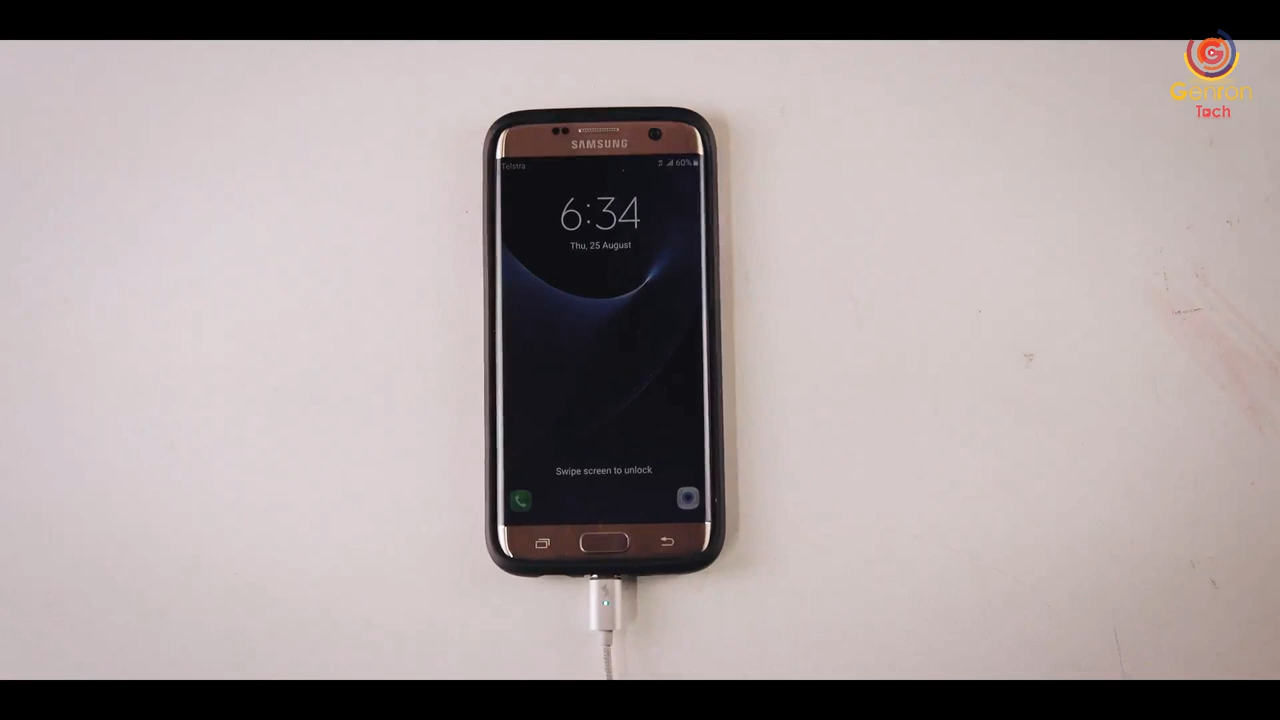 Genron
Tech
SAMSUNG
Telstra
60%
6:34
Thu, 25 August
Swipe screen to unlock